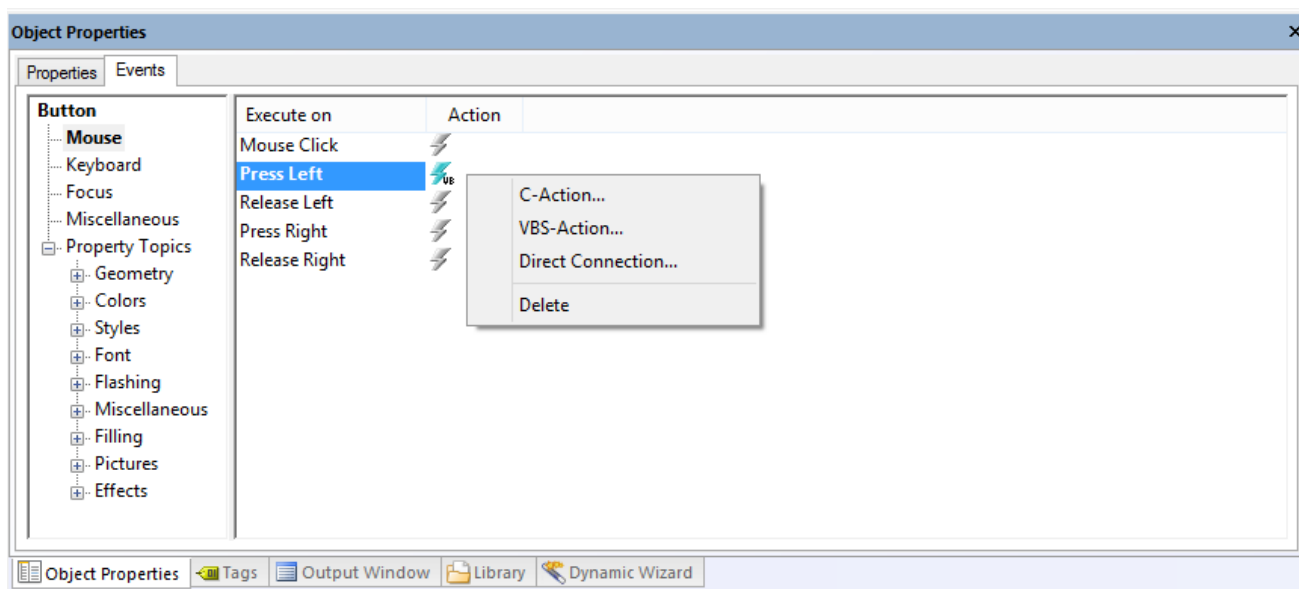 Object Properties
Properties Events
Button
Mouse
Keyboard
Focus
Miscellaneous
Property Topics
Geometry
Colors
Styles
Font
Flashing
Miscellaneous
Filling
Pictures
Effects
Execute on Action
Mouse Click
Press Left VB
Release Left
Press Right
Release Right
C-Action...
VBS-Action...
Direct Connection...
Delete
Object Properties Tags Output Window Library Dynamic Wizard